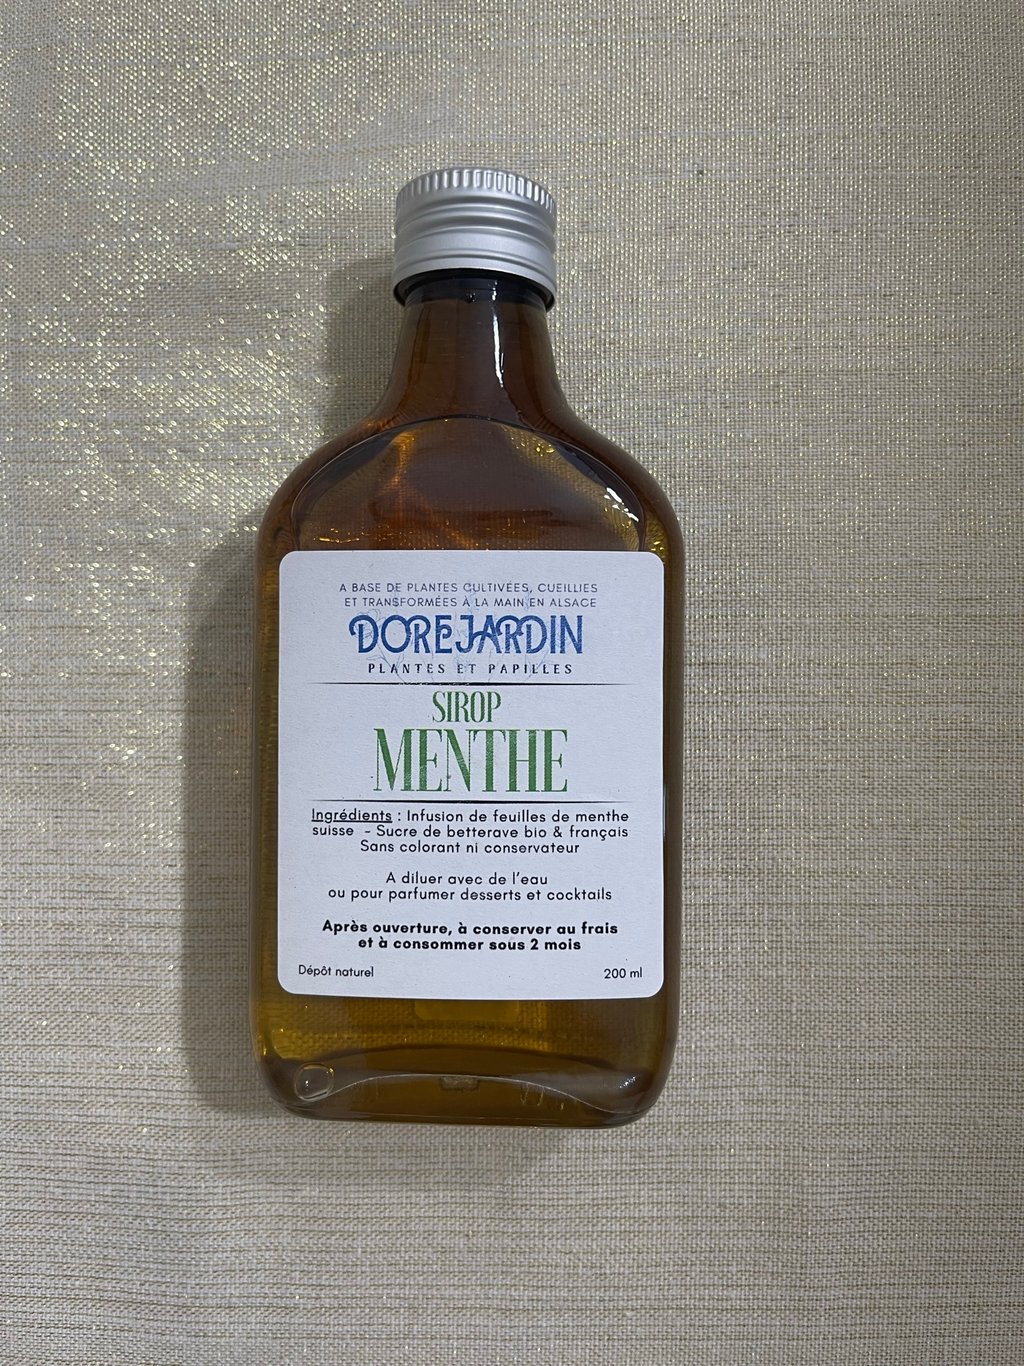 A BASE DE PLANTES CULTIVÉES, CUEILLIES
ET TRANSFORMÉES À LA MAIN EN ALSACE
DOREJARDIN
PLANTES ET PAPILLES
SIROP
MENTHE
Ingrédients : Infusion de feuilles de menthe
suisse - Sucre de betterave bio & français
Sans colorant ni conservateur
A diluer avec de l'eau
ou pour parfumer desserts et cocktails
Après ouverture, à conserver au frais
et à consommer sous 2 mois
Dépôt naturel
200 ml